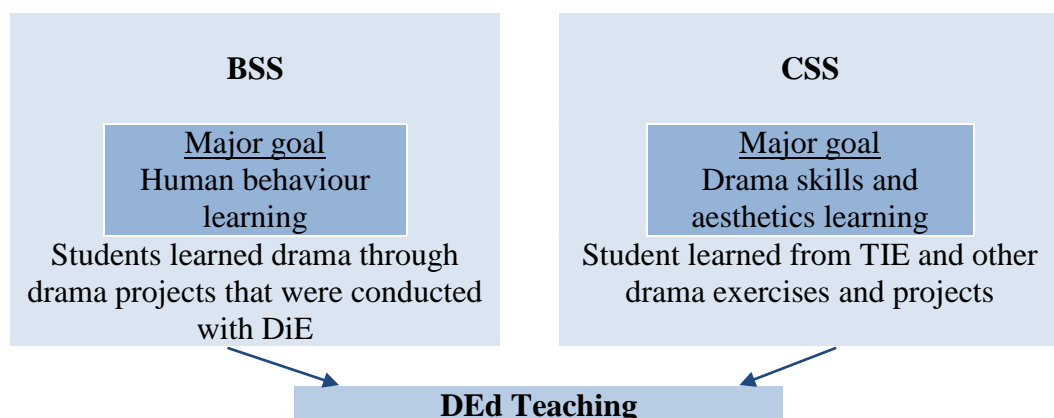 BSS
Major goal
Human behaviour
learning
Students learned drama through
drama projects that were conducted
with DiE
CSS
Major goal
Drama skills and
aesthetics learning
Student learned from TIE and other
drama exercises and projects
DEd Teaching